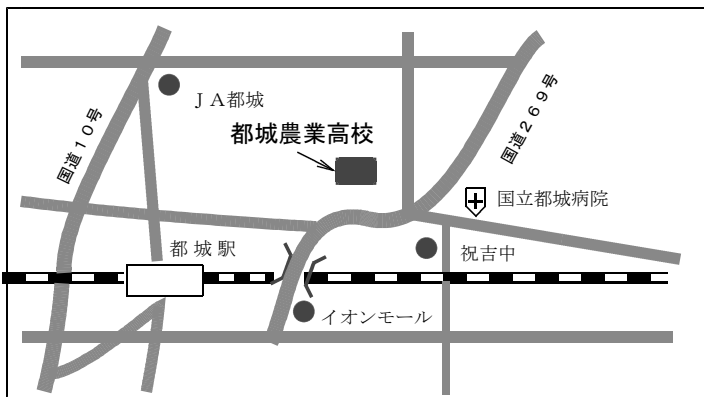 ＪＡ都城
都城農業高校
国道１０号
国道２６９号
国立都城病院
都城駅
祝吉中
イオンモール